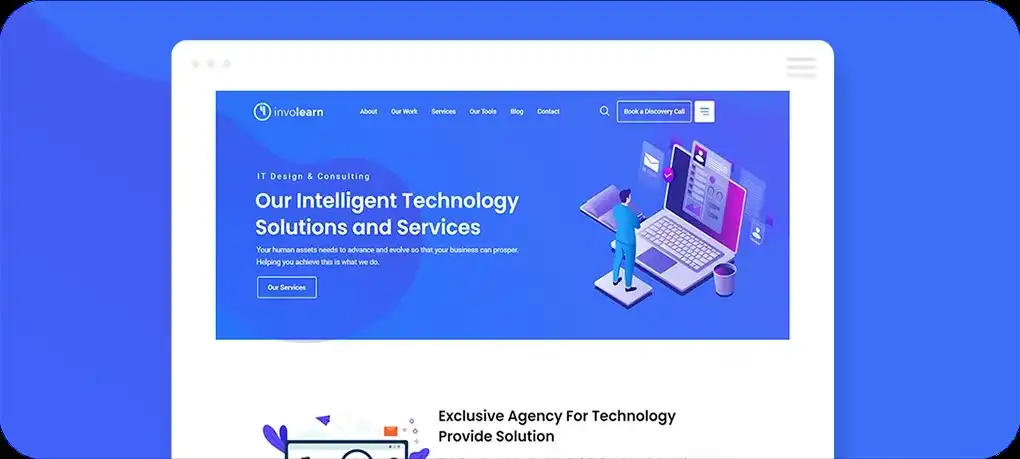 involearn
About Our Work Services Our Tools Blog Contact
Book a Discovery Call
IT Design & Consulting
Our Intelligent Technology
Solutions and Services
Your human assets needs to advance and evolve so that your business can prosper.
Helping you achieve this is what we do.
Our Services
Exclusive Agency For Technology
Provide Solution